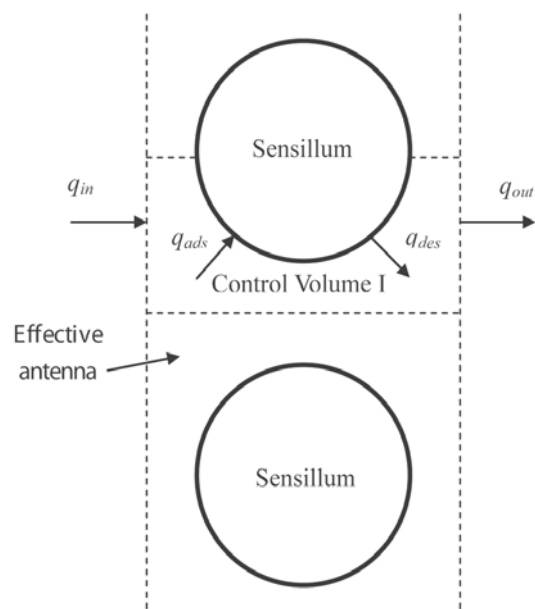 Sensillum
q_in
q_out
q_ads
q_des
Control Volume I
Effective
antenna
Sensillum